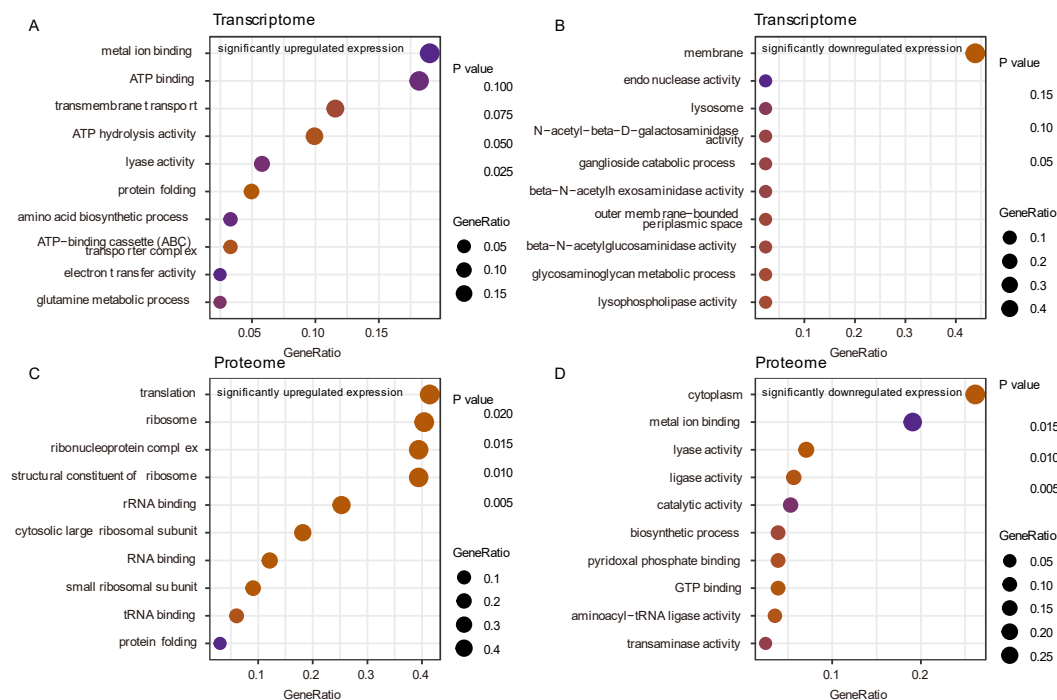 A
Transcriptome
significantly upregulated expression
metal ion binding
ATP binding
transmembrane t ranspo rt
ATP hydrolysis activity
lyase activity
protein folding
amino acid biosynthetic process
ATP−binding cassette (ABC)
transpo rter complex
electron t ransfer activity
glutamine metabolic process
0.05
0.10
0.15
GeneRatio
P value
0.100
0.075
0.050
0.025
GeneRatio
0.05
0.10
0.15
B
Transcriptome
significantly downregulated expression
membrane
endo nuclease activity
lysosome
N−acetyl−beta−D−galactosaminidase
activity
ganglioside catabolic process
beta−N−acetylh exosaminidase activity
outer memb rane−bounded
periplasmic space
beta−N−acetylglucosaminidase activity
glycosaminoglycan metabolic process
lysophospholipase activity
0.1
0.2
0.3
0.4
GeneRatio
P value
0.15
0.10
0.05
GeneRatio
0.1
0.2
0.3
0.4
C
Proteome
significantly upregulated expression
translation
ribosome
ribonucleoprotein compl ex
structural constituent of ribosome
rRNA binding
cytosolic large ribosomal subunit
RNA binding
small ribosomal su bunit
tRNA binding
protein folding
0.1
0.2
0.3
0.4
GeneRatio
P value
0.020
0.015
0.010
0.005
GeneRatio
0.1
0.2
0.3
0.4
D
Proteome
significantly downregulated expression
cytoplasm
metal ion binding
lyase activity
ligase activity
catalytic activity
biosynthetic process
pyridoxal phosphate binding
GTP binding
aminoacyl−tRNA ligase activity
transaminase activity
0.1
0.2
GeneRatio
P value
0.015
0.010
0.005
GeneRatio
0.05
0.10
0.15
0.20
0.25